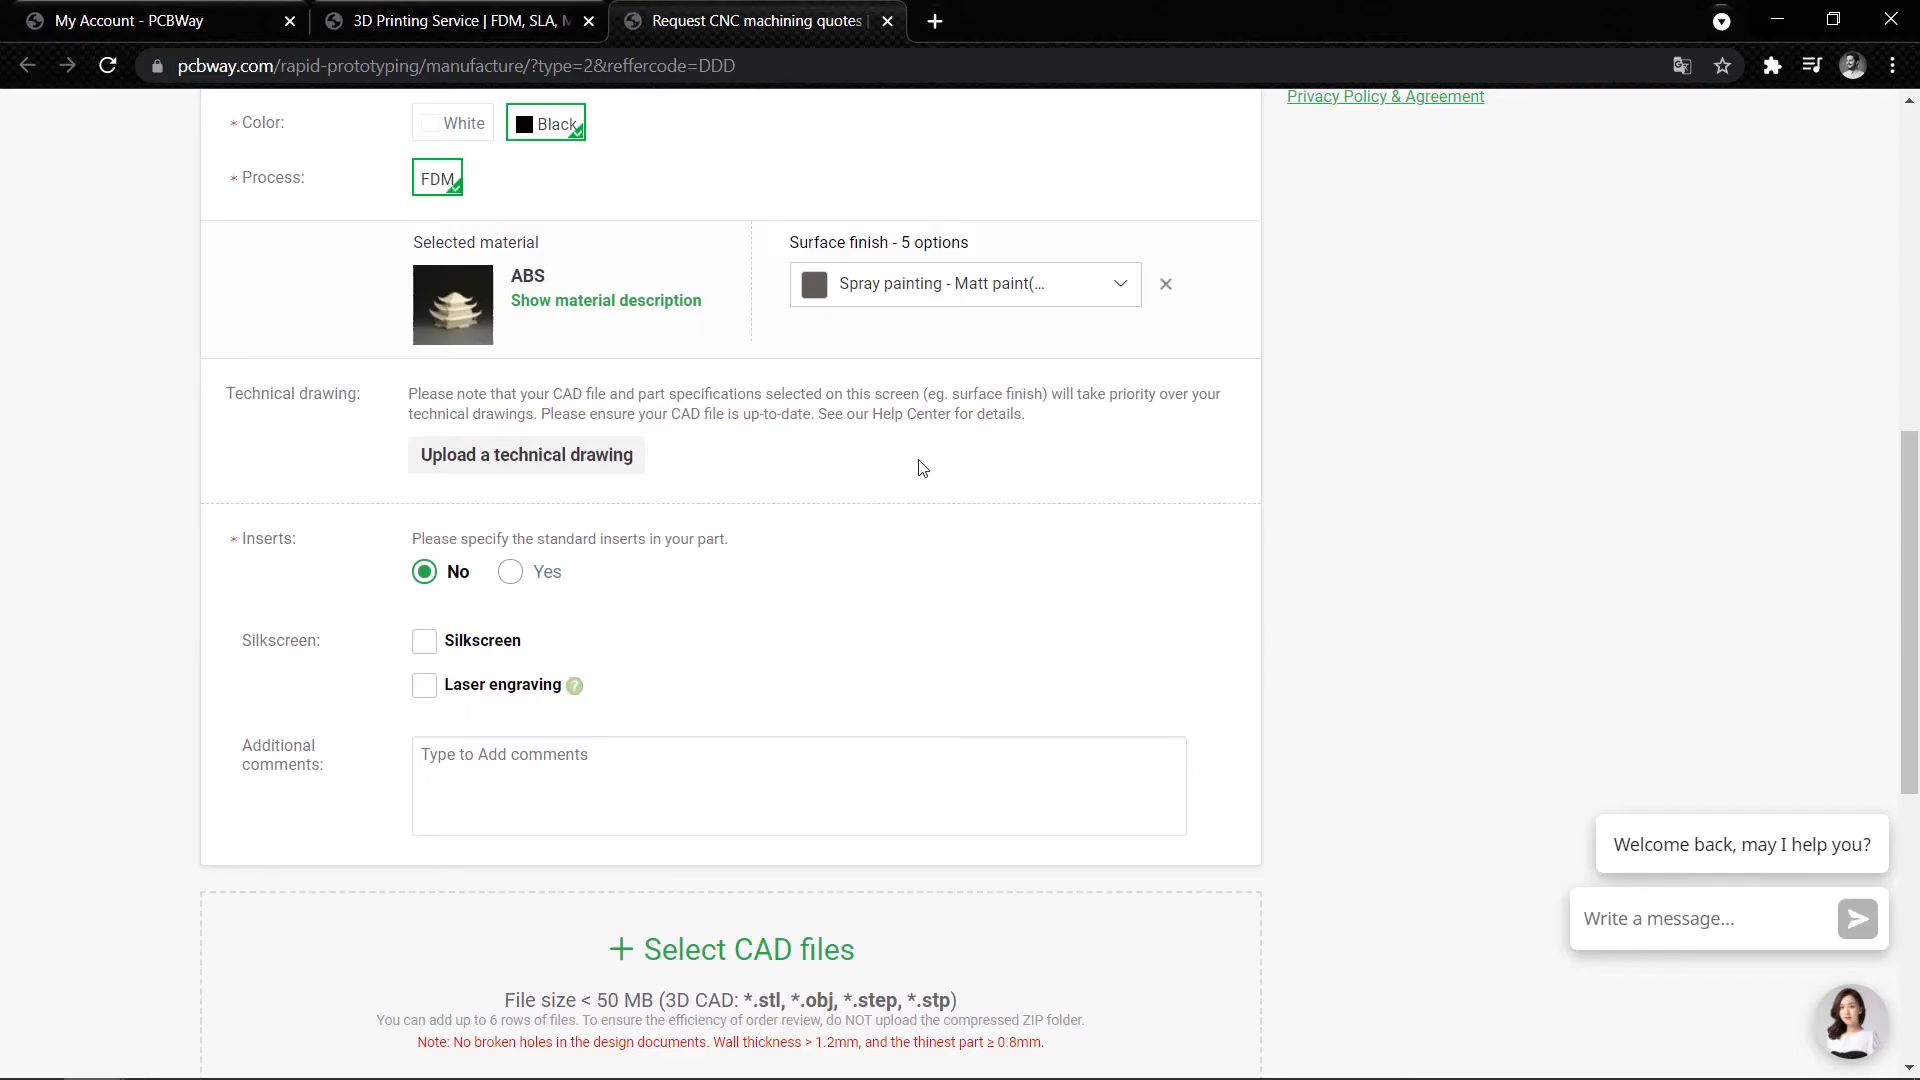 My Account - PCBWay
3D Printing Service | FDM, SLA, M
Request CNC machining quotes |
pcbway.com/rapid-prototyping/manufacture/?type=2&reffercode=DDD
Privacy Policy & Agreement
* Color:
White
Black
* Process:
FDM
Selected material
Surface finish - 5 options
ABS
Show material description
Spray painting - Matt paint(...
Technical drawing:
Please note that your CAD file and part specifications selected on this screen (eg. surface finish) will take priority over your
technical drawings. Please ensure your CAD file is up-to-date. See our Help Center for details.
Upload a technical drawing
* Inserts:
Please specify the standard inserts in your part.
No
Yes
Silkscreen:
Silkscreen
Laser engraving ?
Additional
comments:
Type to Add comments
+ Select CAD files
File size < 50 MB (3D CAD: *.stl, *.obj, *.step, *.stp)
You can add up to 6 rows of files. To ensure the efficiency of order review, do NOT upload the compressed ZIP folder.
Note: No broken holes in the design documents. Wall thickness > 1.2mm, and the thinest part ≥ 0.8mm.
Welcome back, may I help you?
Write a message...